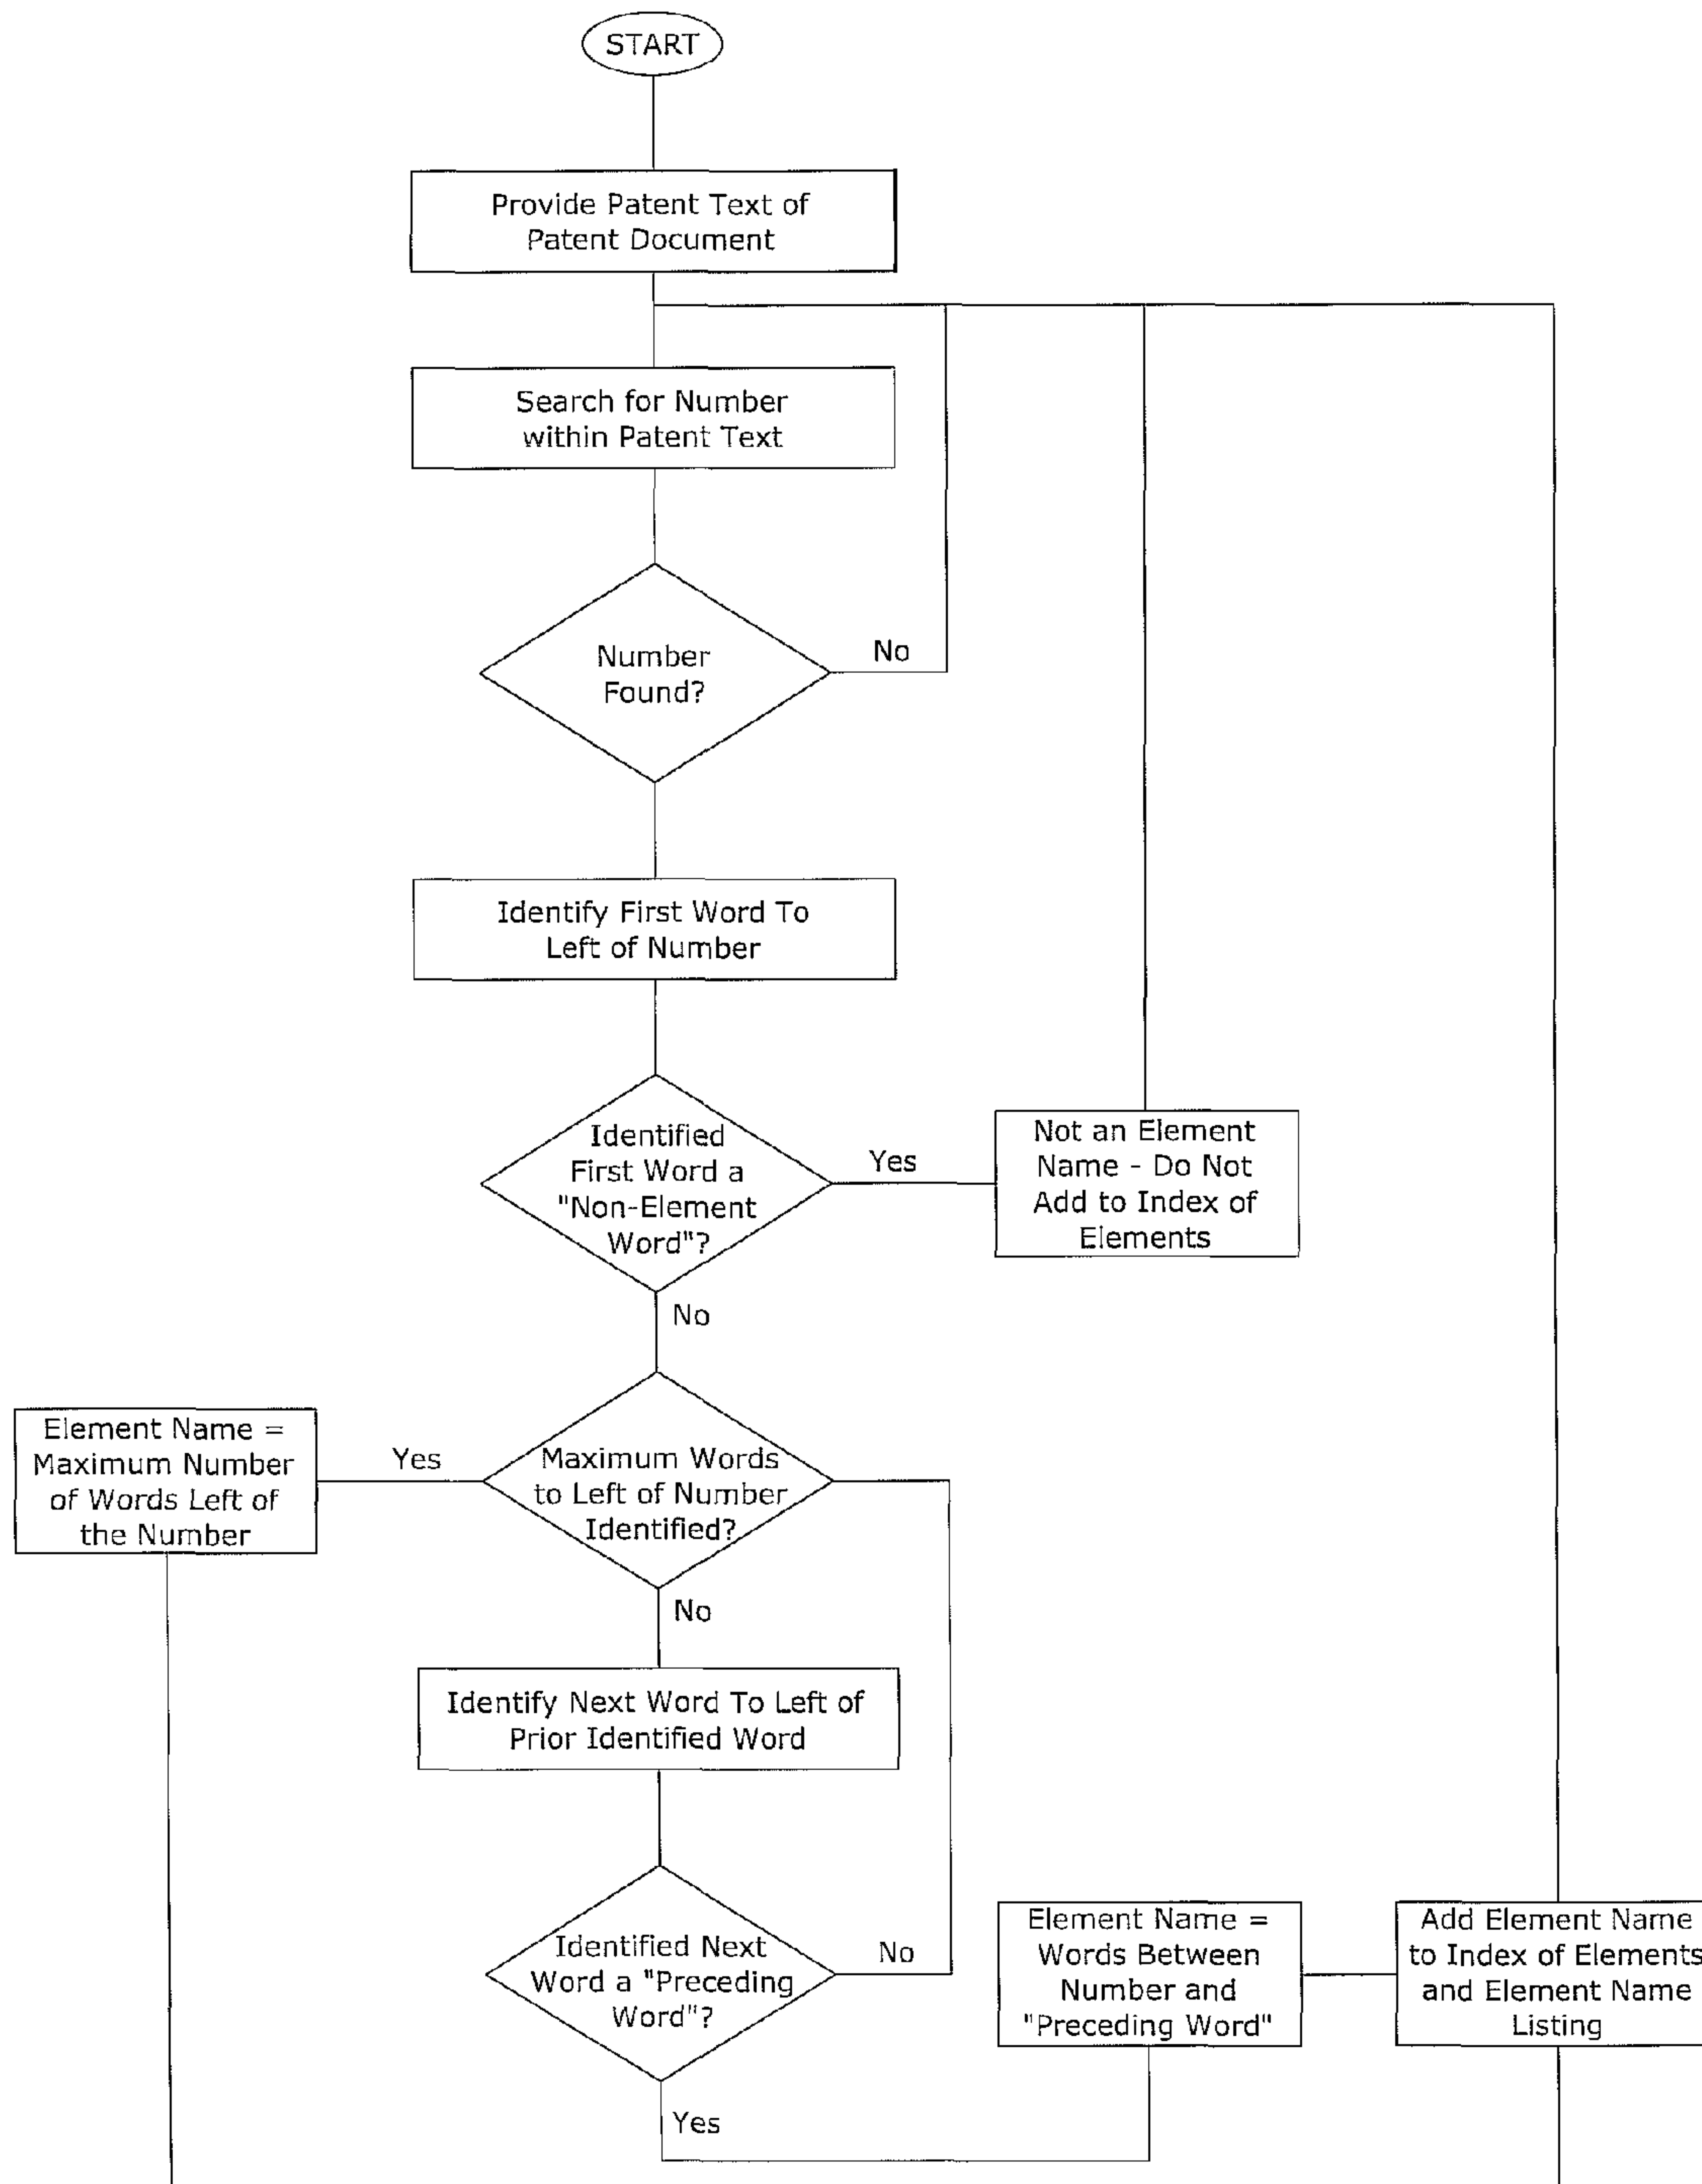 START
Provide Patent Text of
Patent Document
Search for Number
within Patent Text
Number
Found?
No
Identify First Word To
Left of Number
Identified
First Word a
"Non-Element
Word"?
Yes
Not an Element
Name - Do Not
Add to Index of
Elements
No
Maximum Words
to Left of Number
Identified?
Yes
Element Name =
Maximum Number
of Words Left of
the Number
No
Identify Next Word To Left of
Prior Identified Word
Identified Next
Word a "Preceding
Word"?
No
Yes
Element Name =
Words Between
Number and
"Preceding Word"
Add Element Name
to Index of Elements
and Element Name
Listing